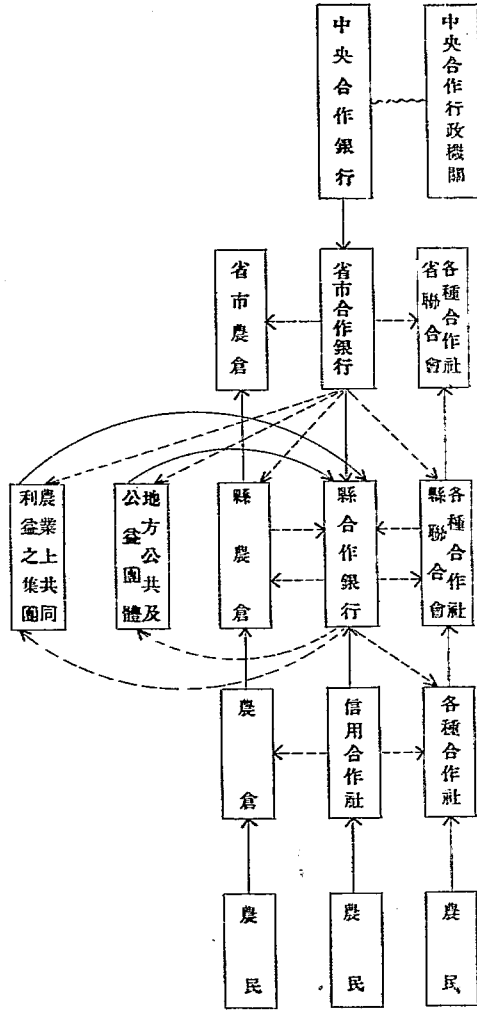 中央合作行政機關
中央合作銀行
各種合作社
省聯合會
省市合作銀行
省市農倉
各種合作社
縣聯合會
縣合作銀行
縣農倉
地方公共及
公益團體
農業上共同
利益之集團
各種合作社
信用合作社
農倉
農民
農民
農民